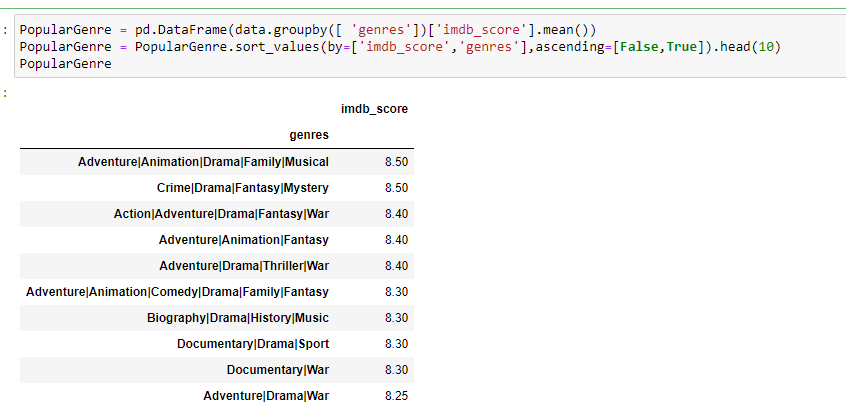 : PopularGenre = pd.DataFrame(data.groupby([ 'genres'])['imdb_score'].mean())
PopularGenre = PopularGenre.sort_values(by=['imdb_score','genres'],ascending=[False,True]).head(10)
PopularGenre
:
imdb_score
genres
Adventure|Animation|Drama|Family|Musical 8.50
Crime|Drama|Fantasy|Mystery 8.50
Action|Adventure|Drama|Fantasy|War 8.40
Adventure|Animation|Fantasy 8.40
Adventure|Drama|Thriller|War 8.40
Adventure|Animation|Comedy|Drama|Family|Fantasy 8.30
Biography|Drama|History|Music 8.30
Documentary|Drama|Sport 8.30
Documentary|War 8.30
Adventure|Drama|War 8.25